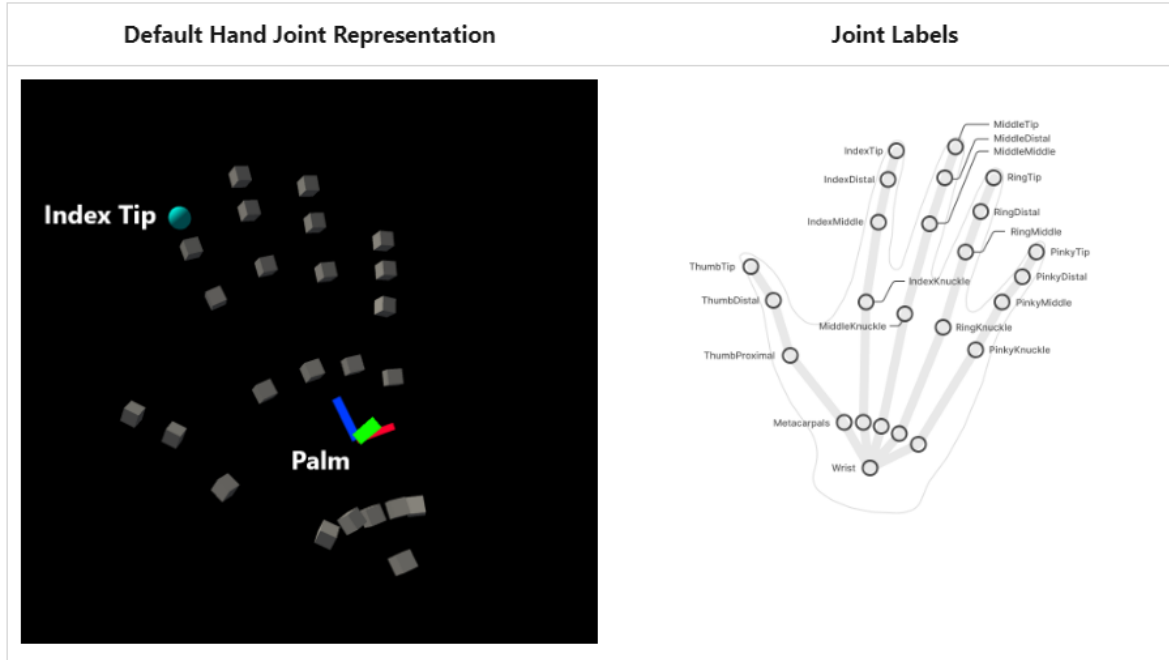 Default Hand Joint Representation
Joint Labels
Index Tip
Palm
MiddleTip
MiddleDistal
MiddleMiddle
IndexTip
IndexDistal
IndexMiddle
RingTip
RingDistal
RingMiddle
PinkyTip
PinkyDistal
PinkyMiddle
ThumbTip
ThumbDistal
IndexKnuckle
MiddleKnuckle
RingKnuckle
ThumbProximal
PinkyKnuckle
Metacarpals
Wrist